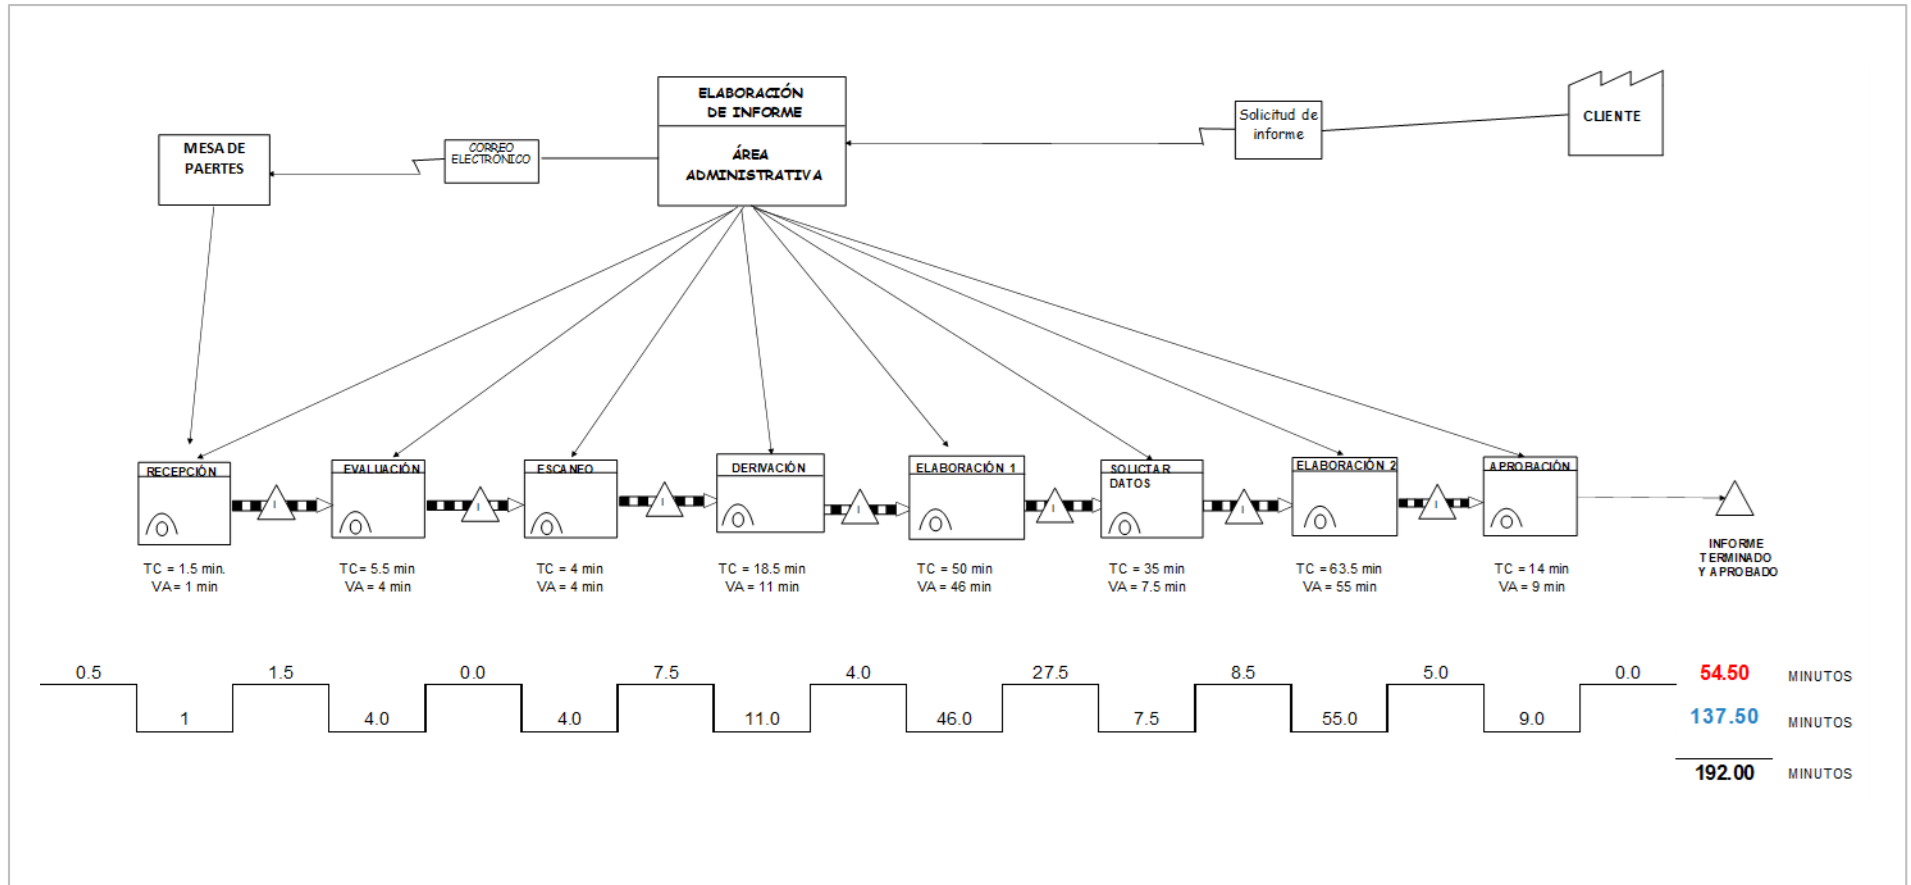 ELABORACIÓN
DE INFORME
ÁREA
ADMINISTRATIVA
MESA DE
PAERTES
CORREO
ELECTRÓNICO
Solicitud de
informe
CLIENTE
RECEPCIÓN
EVALUACIÓN
ESCANEO
DERIVACIÓN
ELABORACIÓN 1
SOLICTAR
DATOS
ELABORACIÓN 2
APROBACIÓN
I
I
I
I
I
I
I
INFORME
TERMINADO
Y APROBADO
TC = 1.5 min.
VA = 1 min
TC = 5.5 min
VA = 4 min
TC = 4 min
VA = 4 min
TC = 18.5 min
VA = 11 min
TC = 50 min
VA = 46 min
TC = 35 min
VA = 7.5 min
TC = 63.5 min
VA = 55 min
TC = 14 min
VA = 9 min
0.5 1.5 0.0 7.5 4.0 27.5 8.5 5.0 0.0 54.50 MINUTOS
1 4.0 4.0 11.0 46.0 7.5 55.0 9.0 137.50 MINUTOS
192.00 MINUTOS